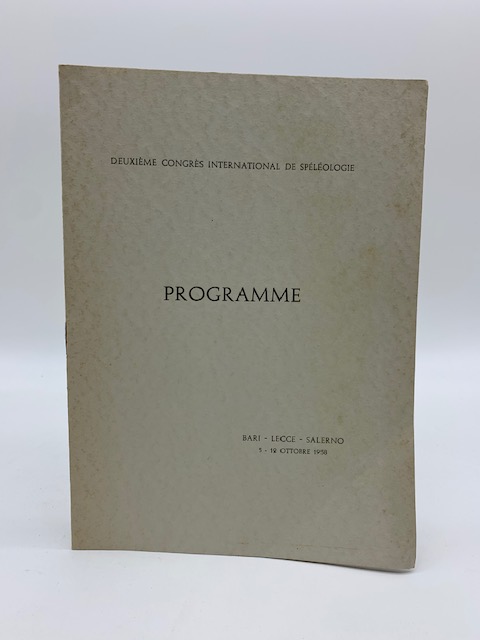 DEUXIÈME CONGRÈS INTERNATIONAL DE SPÉLÉOLOGIE
PROGRAMME
BARI - LECCE - SALERNO
5 - 12 OTTOBRE 1958